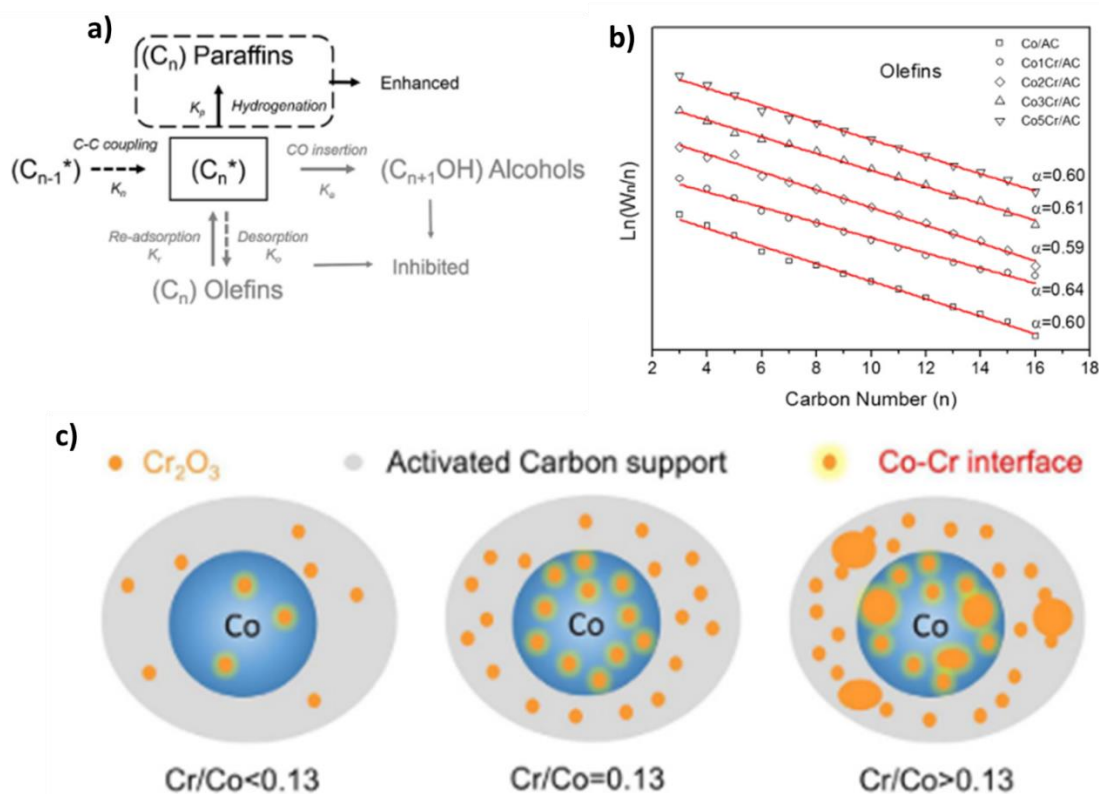 a)
(Cn) Paraffins
Enhanced
Kp
Hydrogenation
C-C coupling
CO insertion
(Cn-1*)
(Cn*)
(Cn+1OH) Alcohols
Kn
Ka
Re-adsorption
Desorption
Kr
Ko
Inhibited
(Cn) Olefins
b)
Olefins
Co/AC
Co1Cr/AC
Co2Cr/AC
Co3Cr/AC
Co5Cr/AC
Ln(Wn/n)
α=0.60
α=0.61
α=0.59
α=0.64
α=0.60
2 4 6 8 10 12 14 16 18
Carbon Number (n)
c)
Cr2O3 Activated Carbon support Co-Cr interface
Co Co Co
Cr/Co<0.13 Cr/Co=0.13 Cr/Co>0.13